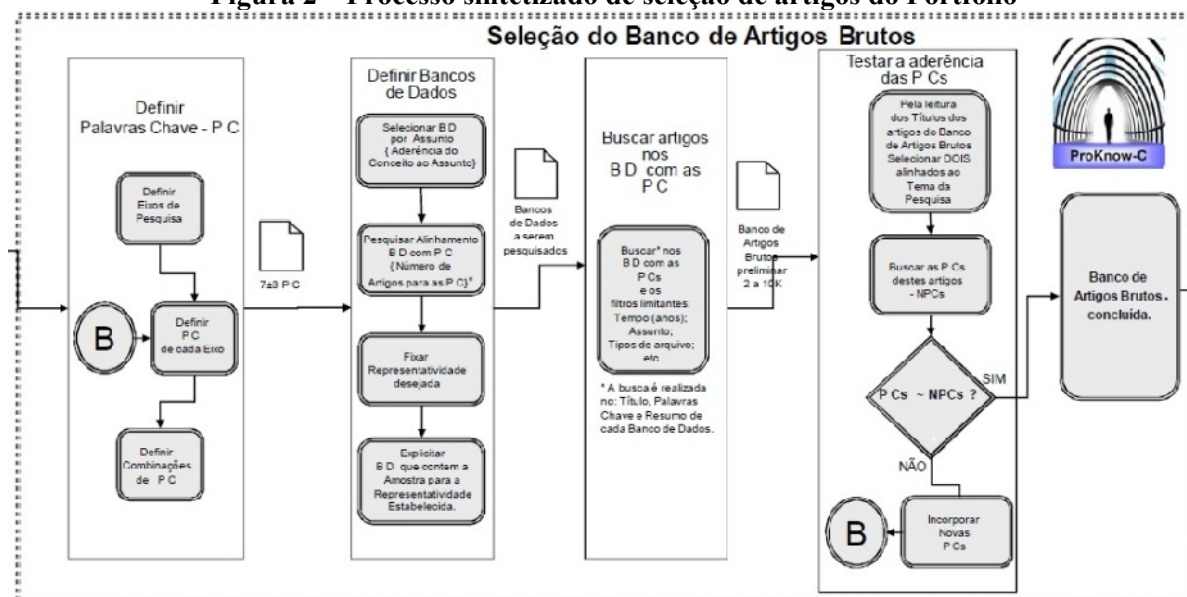 Figura 2 – Processo sintetizado de seleção de artigos do Portfólio
Seleção do Banco de Artigos Brutos
Definir
Palavras Chave - P C
Definir
Eixos de
Pesquisa
B
Definir
P C
de cada Eixo
Definir
Combinações
de P C
7±3 P C
Definir Bancos
de Dados
Selecionar B D
por Assunto
{ Aderência do
Conceito ao Assunto}
Pesquisar Alinhamento
B D com P C
{Número de
Artigos para as P C}*
Fixar
Representatividade
desejada
Explicitar
B D que contem a
Amostra para a
Representatividade
Estabelecida.
Bancos
de Dados
a serem
pesquisados
Buscar artigos
nos
B D com as
P C
Buscar* nos
BD com as
P Cs
e os
filtros limitantes:
Tempo (anos);
Assunto;
Tipos de arquivo;
etc
* A busca é realizada
no: Título, Palavras
Chave e Resumo de
cada Banco de Dados.
Banco de
Artigos
Brutos
preliminar
2 a 10K
Testar a aderência
das P Cs
Pela leitura
dos Títulos dos
artigos do Banco
de Artigos Brutos
Selecionar DOIS
alinhados ao
Tema da
Pesquisa
Buscar as P Cs
destes artigos
- NPCs
P Cs ~ NPCs ?
SIM
NÃO
Incorporar
Novas
P Cs
B
ProKnow-C
Banco de
Artigos Brutos.
concluída.